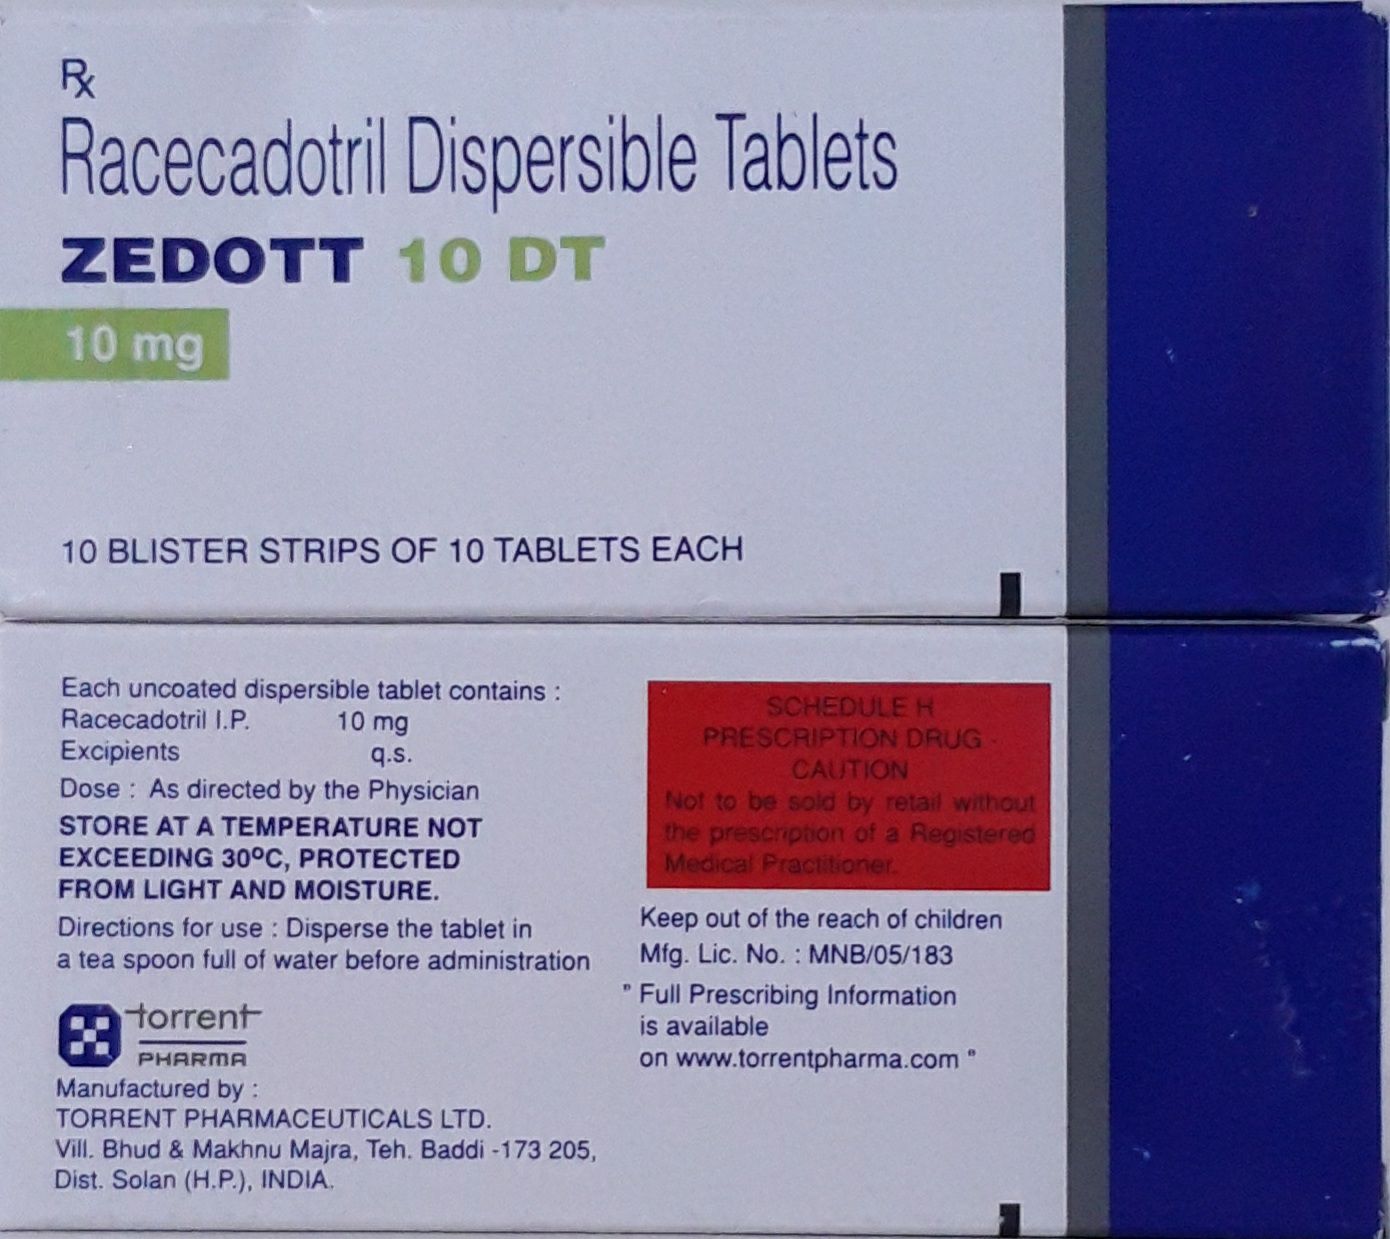 Rx
Racecadotril Dispersible Tablets
ZEDOTT 10 DT
10 mg
10 BLISTER STRIPS OF 10 TABLETS EACH
Each uncoated dispersible tablet contains :
Racecadotril I.P. 10 mg
Excipients q.s.
Dose : As directed by the Physician
STORE AT A TEMPERATURE NOT
EXCEEDING 30ºC, PROTECTED
FROM LIGHT AND MOISTURE.
Directions for use : Disperse the tablet in
a tea spoon full of water before administration
torrent
PHARMA
Manufactured by :
TORRENT PHARMACEUTICALS LTD.
Vill. Bhud & Makhnu Majra, Teh. Baddi -173 205,
Dist. Solan (H.P.), INDIA.
SCHEDULE H
PRESCRIPTION DRUG -
CAUTION
Not to be sold by retail without
the prescription of a Registered
Medical Practitioner.
Keep out of the reach of children
Mfg. Lic. No. : MNB/05/183
" Full Prescribing Information
is available
on www.torrentpharma.com "